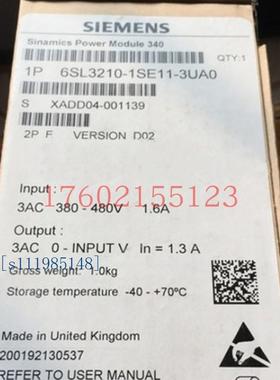 SIEMENS
Sinamics Power Module 340
QTY:1
1P 6SL3210-1SE11-3UA0
S XADD04-001139
2P F VERSION D02
Input :
17602155123
3AC 380 - 480V 1.6A
Output :
3AC 0 - INPUT V In = 1.3 A
[s111985148]
Gross weight: 1.0kg
Storage temperature -40 - +70ºC
Made in United Kingdom
200192130537
REFER TO USER MANUAL